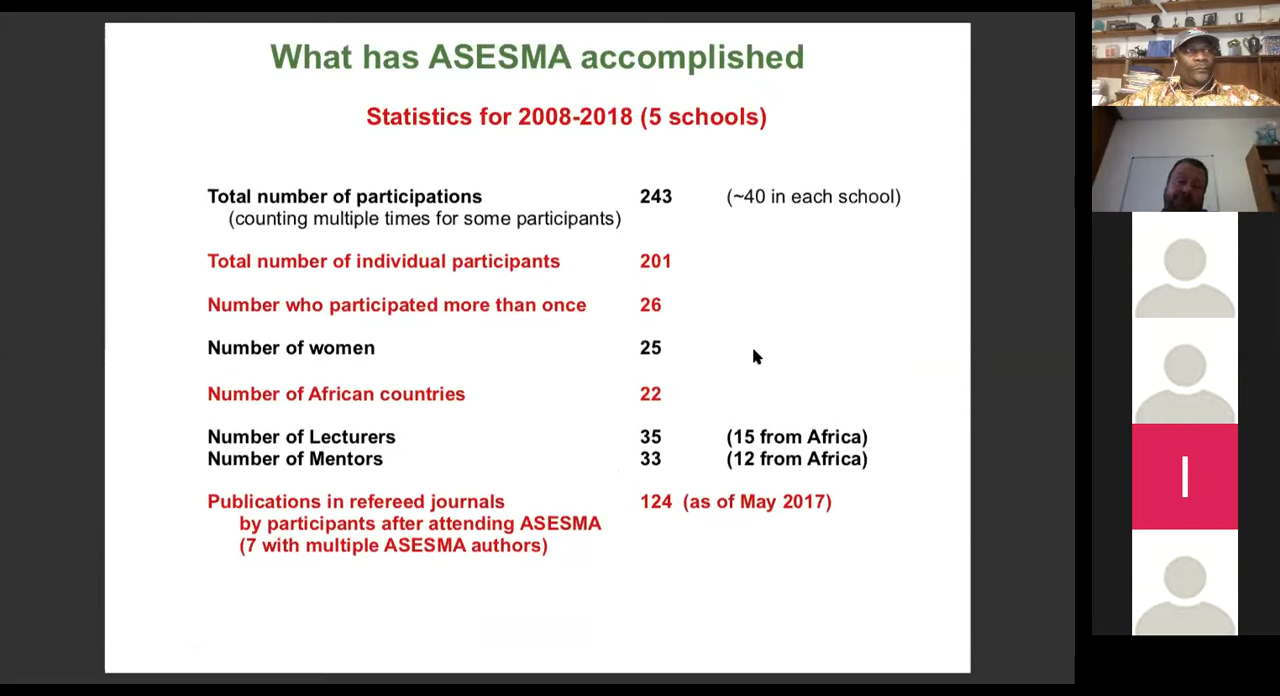 What has ASESMA accomplished
Statistics for 2008-2018 (5 schools)
Total number of participations 243 (~40 in each school)
(counting multiple times for some participants)
Total number of individual participants 201
Number who participated more than once 26
Number of women 25
Number of African countries 22
Number of Lecturers 35 (15 from Africa)
Number of Mentors 33 (12 from Africa)
Publications in refereed journals 124 (as of May 2017)
by participants after attending ASESMA
(7 with multiple ASESMA authors)
I